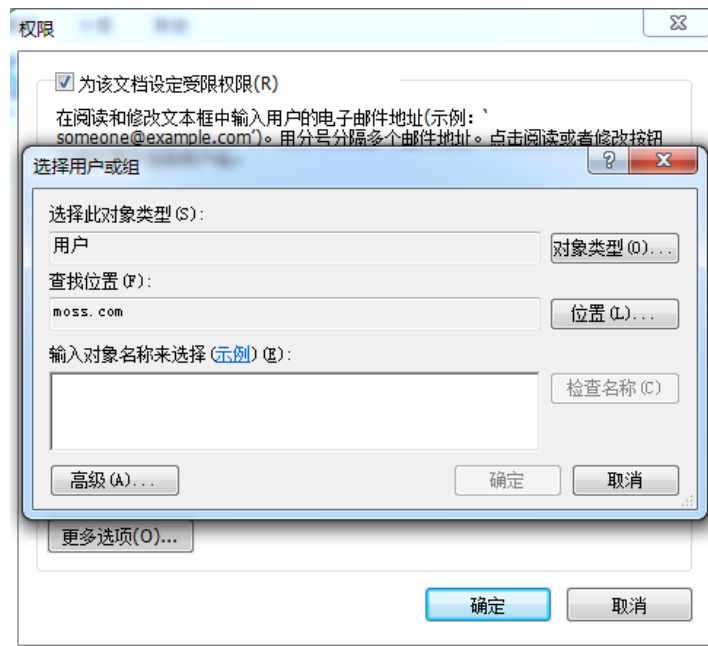 权限
为该文档设定受限权限(R)
在阅读和修改文本框中输入用户的电子邮件地址(示例：`
someone@example.com')。用分号分隔多个邮件地址。点击阅读或者修改按钮
选择用户或组
选择此对象类型(S):
用户
对象类型(O)...
查找位置(F):
moss.com
位置(L)...
输入对象名称来选择(示例)(E):
检查名称(C)
高级(A)...
确定
取消
更多选项(O)...
确定
取消